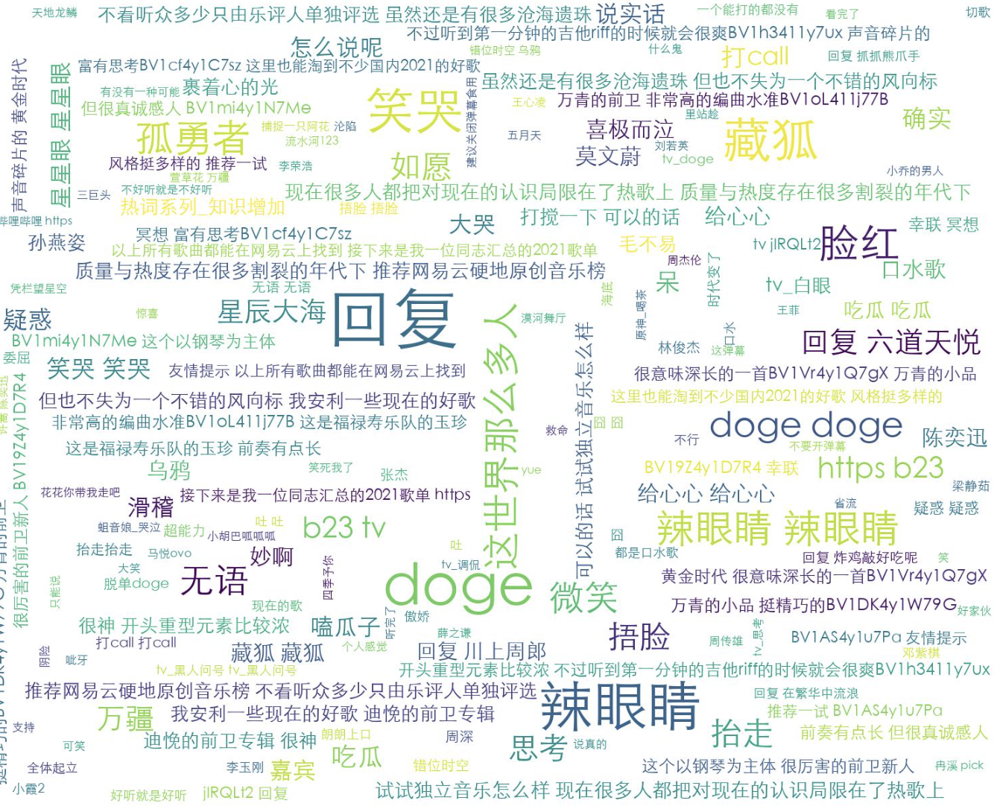 天地龙鳞
不看听众多少只由乐评人单独评选 虽然还是有很多沧海遗珠
说实话
一个能打的都没有
看完了
切歌
不过听到第一分钟的吉他riff的时候就会很爽BV1h3411y7ux 声音碎片的
怎么说呢
错位时空 乌鸦
什么鬼
打call
回复 抓抓熊爪手
富有思考BV1cf4y1C7sz 这里也能淘到不少国内2021的好歌
声音碎片的 黄金时代
星星眼 星星眼
有没有一种可能
裹着心的光
建议关闭弹幕食用
虽然还是有很多沧海遗珠 但也不失为一个不错的风向标
但很真诚感人 BV1mi4y1N7Me
笑哭
王心凌
万青的前卫 非常高的编曲水准BV1oL411j77B
里站趁
确实
孤勇者
捕捉一只阿花
沦陷
流水河123
五月天
喜极而泣
刘若英
藏狐
风格挺多样的 推荐一试
李荣浩
如愿
莫文蔚
tv_doge
小乔的男人
萱草花 万疆
三巨头
不好听就是不好听
现在很多人都把对现在的认识局限在了热歌上 质量与热度存在很多割裂的年代下
热词系列_知识增加
捂脸 捂脸
哔哩哔哩 https
大哭
打搅一下 可以的话
给心心
幸联 冥想
孙燕姿
冥想 富有思考BV1cf4y1C7sz
毛不易
tv jIRQLt2
脸红
以上所有歌曲都能在网易云上找到 接下来是我一位同志汇总的2021歌单
周杰伦
时代变了
口水歌
质量与热度存在很多割裂的年代下 推荐网易云硬地原创音乐榜
凭栏望星空
无语 无语
呆
海底
tv_白眼
原神_喝茶
疑惑
惊喜
星辰大海
回复
这世界那么多人
漠河舞厅
王菲
吃瓜 吃瓜
口水
BV1mi4y1N7Me 这个以钢琴为主体
可以的话 试试独立音乐怎么样
林俊杰
这弹幕
回复 六道天悦
委屈
笑哭 笑哭
友情提示 以上所有歌曲都能在网易云上找到
很意味深长的一首BV1Vr4y1Q7gX 万青的小品
许嵩 陈奕迅
很厉害的前卫新人 BV19Z4y1D7R4
但也不失为一个不错的风向标 我安利一些现在的好歌
这里也能淘到不少国内2021的好歌 风格挺多样的
非常高的编曲水准BV1oL411j77B 这是福禄寿乐队的玉珍
救命
囧 囧
doge doge
不行
陈奕迅
不要开弹幕
这是福禄寿乐队的玉珍 前奏有点长
乌鸦
笑死我了
张杰
yue
BV19Z4y1D7R4 幸联
https b23
花花你带我走吧
接下来是我一位同志汇总的2021歌单 https
给心心 给心心
梁静茹
滑稽
省流
疑惑 疑惑
蛆音娘_哭泣
超能力
小胡巴呱呱呱
吐 吐
b23 tv
辣眼睛 辣眼睛
囧
抬走抬走
马悦ovo
妙啊
吐
都是口水歌
回复 炸鸡敲好吃呢
笑
大笑
脱单doge
无语
四季予你
tv_调侃
doge
微笑
黄金时代 很意味深长的一首BV1Vr4y1Q7gX
只能说
现在的歌
万青的小品 挺精巧的BV1DK4y1W79G
好家伙
很神 开头重型元素比较浓
嗑瓜子
听完了
傲娇
薛之谦
捂脸
周传雄
tv_思考
BV1AS4y1u7Pa 友情提示
打call 打call
阴险
呲牙
藏狐 藏狐
个人感觉
回复 川上周郎
邓紫棋
tv_黑人问号 tv_黑人问号
开头重型元素比较浓 不过听到第一分钟的吉他riff的时候就会很爽BV1h3411y7ux
推荐网易云硬地原创音乐榜 不看听众多少只由乐评人单独评选
辣眼睛
回复 在繁华中流浪
万疆
我安利一些现在的好歌 迪悗的前卫专辑
推荐一试 BV1AS4y1u7Pa
支持
迪悗的前卫专辑 很神
朗朗上口
周深
抬走
前奏有点长 但很真诚感人
可笑
吃瓜
思考
说真的
全体起立
李玉刚
嘉宾
错位时空
这个以钢琴为主体 很厉害的前卫新人
冉溪 pick
小霞2
好听就是好听
jIRQLt2 回复
试试独立音乐怎么样 现在很多人都把对现在的认识局限在了热歌上